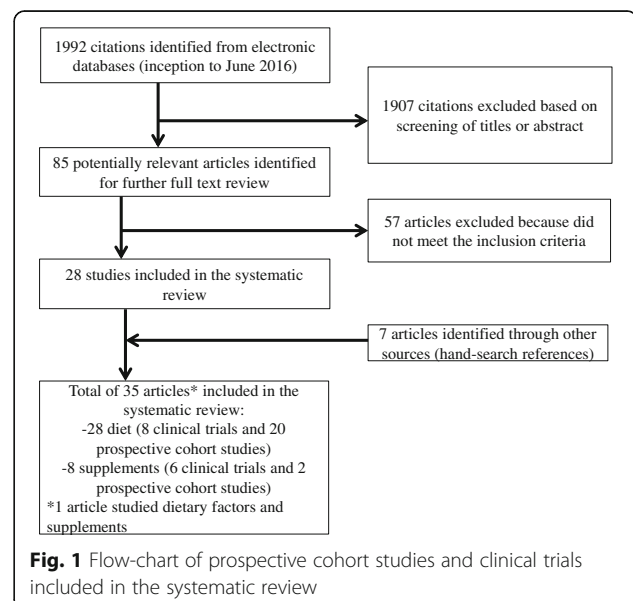 1992 citations identified from electronic
databases (inception to June 2016)
1907 citations excluded based on
screening of titles or abstract
85 potentially relevant articles identified
for further full text review
57 articles excluded because did
not meet the inclusion criteria
28 studies included in the systematic
review
7 articles identified through other
sources (hand-search references)
Total of 35 articles* included in the
systematic review:
-28 diet (8 clinical trials and 20
prospective cohort studies)
-8 supplements (6 clinical trials and 2
prospective cohort studies)
*1 article studied dietary factors and
supplements
Fig. 1 Flow-chart of prospective cohort studies and clinical trials
included in the systematic review